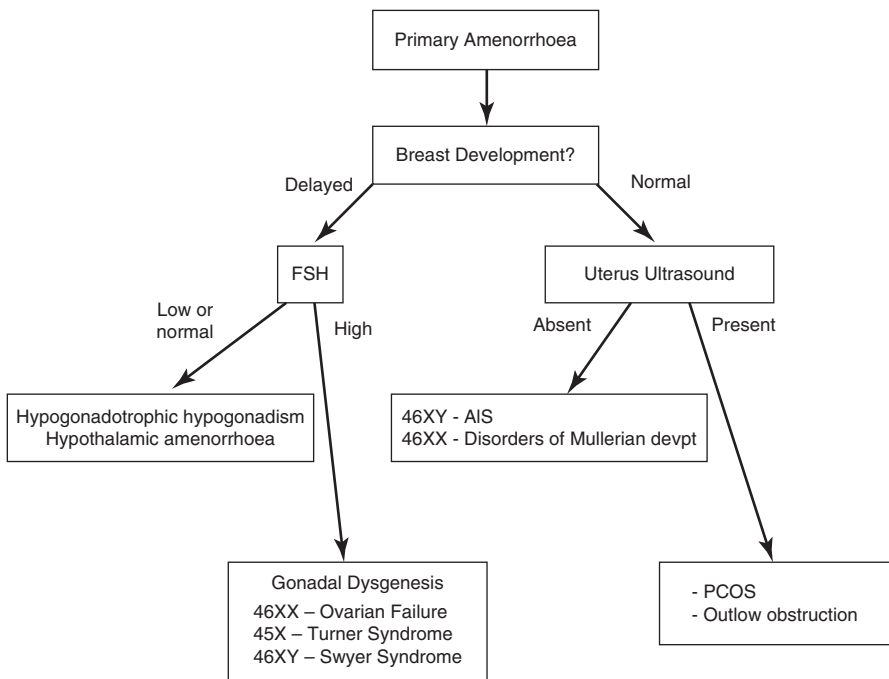 Primary Amenorrhoea
Breast Development?
Delayed
Normal
FSH
Uterus Ultrasound
Low or
normal
High
Absent
Present
Hypogonadotrophic hypogonadism
Hypothalamic amenorrhoea
46XY - AIS
46XX - Disorders of Mullerian devpt
Gonadal Dysgenesis
46XX – Ovarian Failure
45X – Turner Syndrome
46XY – Swyer Syndrome
- PCOS
- Outlow obstruction